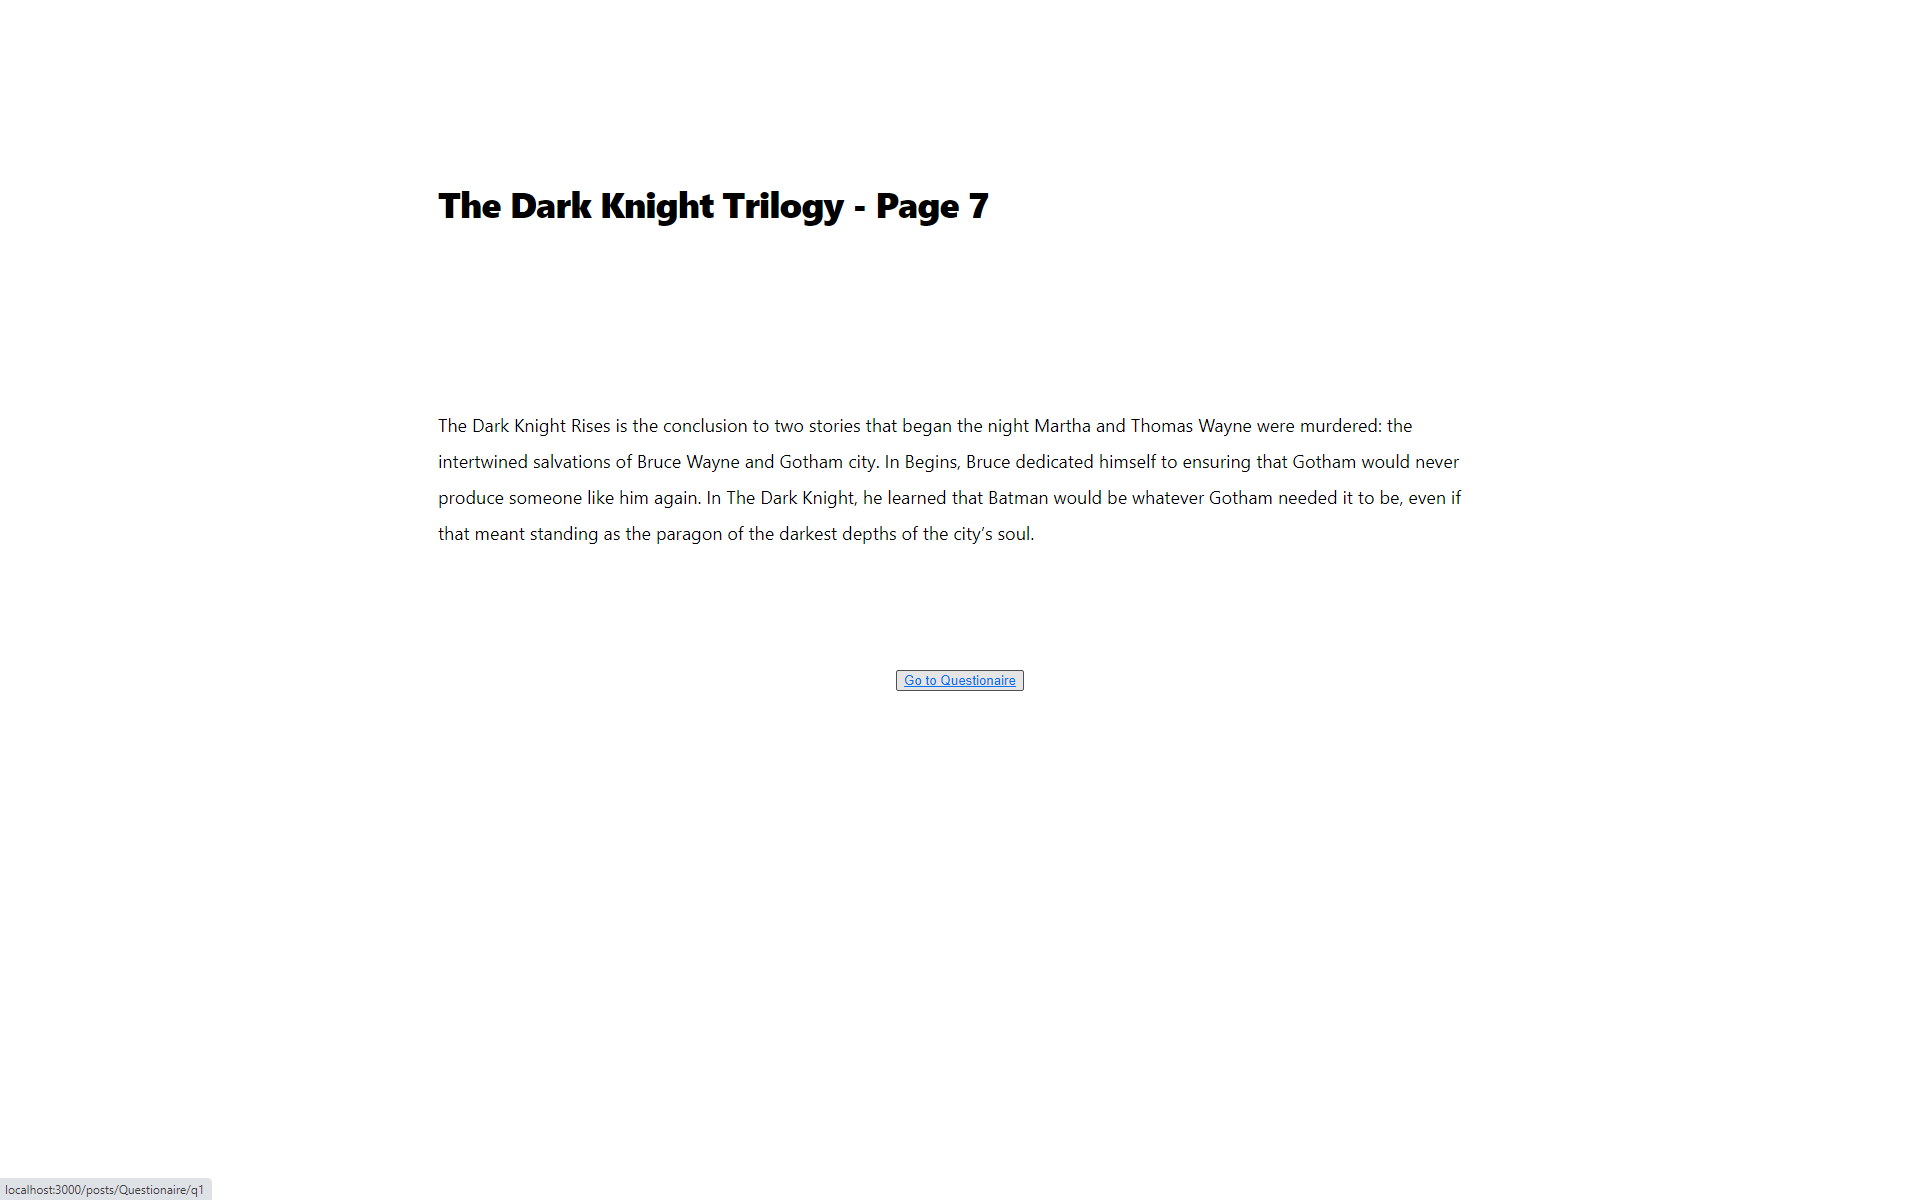 The Dark Knight Trilogy - Page 7
The Dark Knight Rises is the conclusion to two stories that began the night Martha and Thomas Wayne were murdered: the
intertwined salvations of Bruce Wayne and Gotham city. In Begins, Bruce dedicated himself to ensuring that Gotham would never
produce someone like him again. In The Dark Knight, he learned that Batman would be whatever Gotham needed it to be, even if
that meant standing as the paragon of the darkest depths of the city’s soul.
Go to Questionaire
localhost:3000/posts/Questionaire/q1